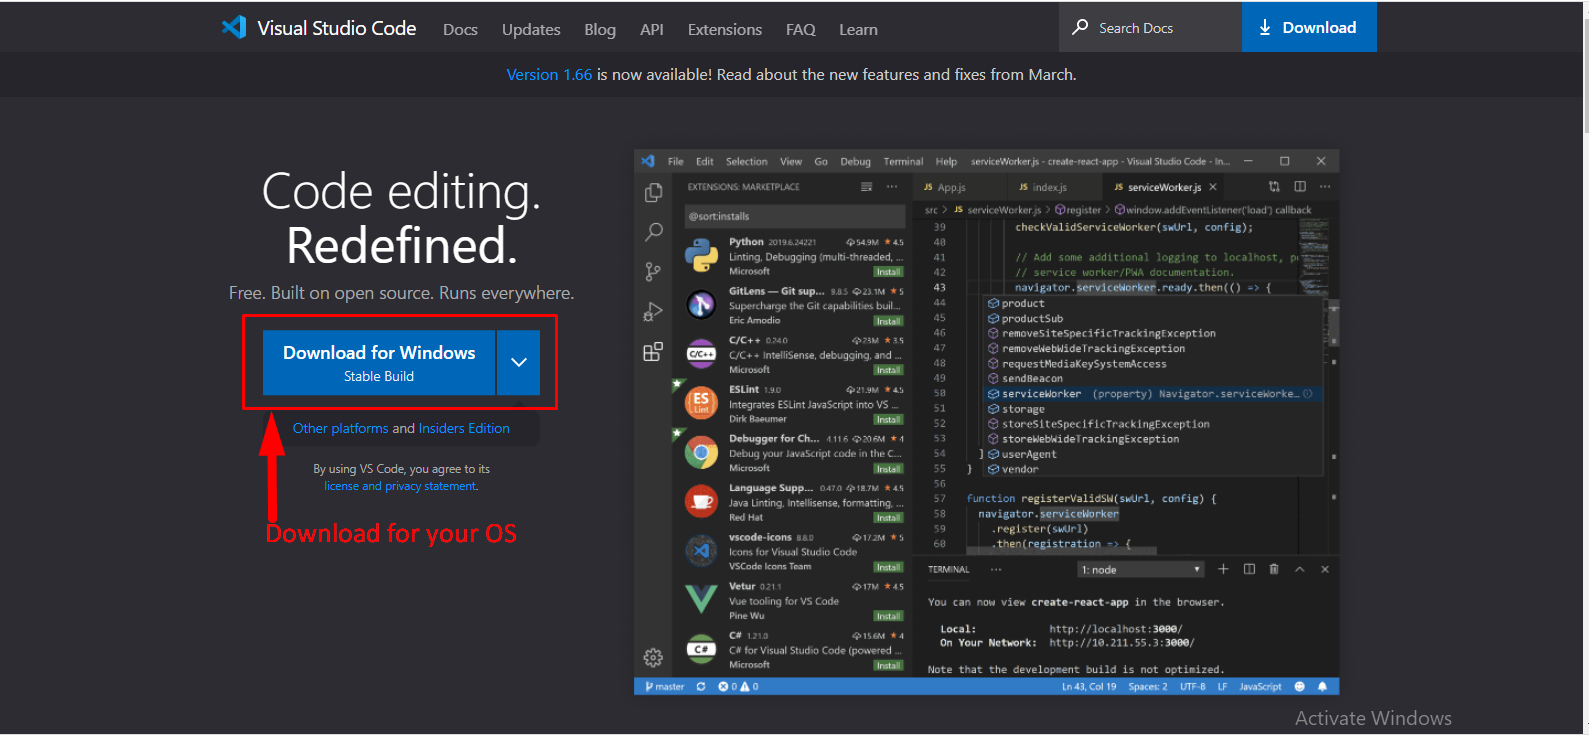 Visual Studio Code Docs Updates Blog API Extensions FAQ Learn Search Docs Download
Version 1.66 is now available! Read about the new features and fixes from March.
Code editing.
Redefined.
Free. Built on open source. Runs everywhere.
Download for Windows
Stable Build
Other platforms and Insiders Edition
By using VS Code, you agree to its
license and privacy statement.
Download for your OS
File Edit Selection View Go Debug Terminal Help serviceWorker.js - create-react-app - Visual Studio Code - In...
EXTENSIONS: MARKETPLACE ...
@sort:installs
Python 2019.6.24221 54.9M ★ 4.5
Linting, Debugging (multi-threaded, ...
Microsoft Install
GitLens — Git sup... 9.8.5 23.1M ★ 5
Supercharge the Git capabilities buil...
Eric Amodio Install
C/C++ 0.24.0 23M ★ 3.5
C/C++ IntelliSense, debugging, and ...
Microsoft Install
C/C++
ESLint 1.9.0 21.9M ★ 4.5
Integrates ESLint JavaScript into VS ...
Dirk Baeumer Install
ES
Lint
Debugger for Ch... 4.11.6 20.6M ★ 4
Debug your JavaScript code in the C...
Microsoft Install
Language Supp... 0.47.0 18.7M ★ 4.5
Java Linting, Intellisense, formatting, ...
Red Hat Install
vscode-icons 8.8.0 17.2M ★ 5
Icons for Visual Studio Code
VSCode Icons Team Install
Vetur 0.21.1 17M ★ 4.5
Vue tooling for VS Code
Pine Wu Install
C# 1.21.0 15.6M ★ 4
C# for Visual Studio Code (powered ...
Microsoft Install
C#
JS App.js JS index.js JS serviceWorker.js ...
src > JS serviceWorker.js > register > window.addEventListener('load') callback
39 checkValidServiceWorker(swUrl, config);
40
41 // Add some additional logging to localhost, p
42 // service worker/PWA documentation.
43 navigator.serviceWorker.ready.then(() => {
44 product
45 productSub
46 removeSiteSpecificTrackingException
47 removeWebWideTrackingException
48 requestMediaKeySystemAccess
49 sendBeacon
50 serviceWorker (property) Navigator.serviceWorke...
51 storage
52 storeSiteSpecificTrackingException
53 storeWebWideTrackingException
54 } userAgent
55 } vendor
56
57 function registerValidSW(swUrl, config) {
58 navigator.serviceWorker
59 .register(swUrl)
60 .then(registration => {
TERMINAL ... 1: node
You can now view create-react-app in the browser.
Local: http://localhost:3000/
On Your Network: http://10.211.55.3:3000/
Note that the development build is not optimized.
master 0 0 Ln 43, Col 19 Spaces: 2 UTF-8 LF JavaScript
Activate Windows